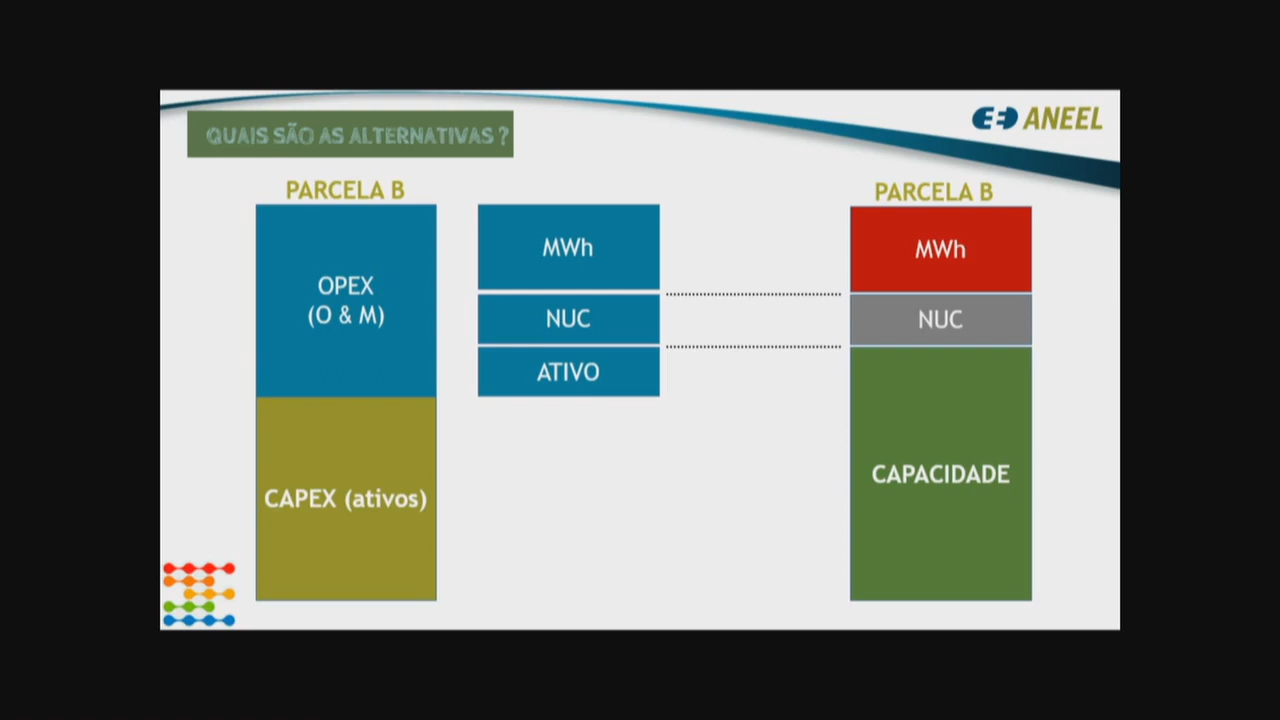 QUAIS SÃO AS ALTERNATIVAS ?
ANEEL
PARCELA B
OPEX
(O & M)
CAPEX (ativos)
MWh
NUC
ATIVO
PARCELA B
MWh
NUC
CAPACIDADE